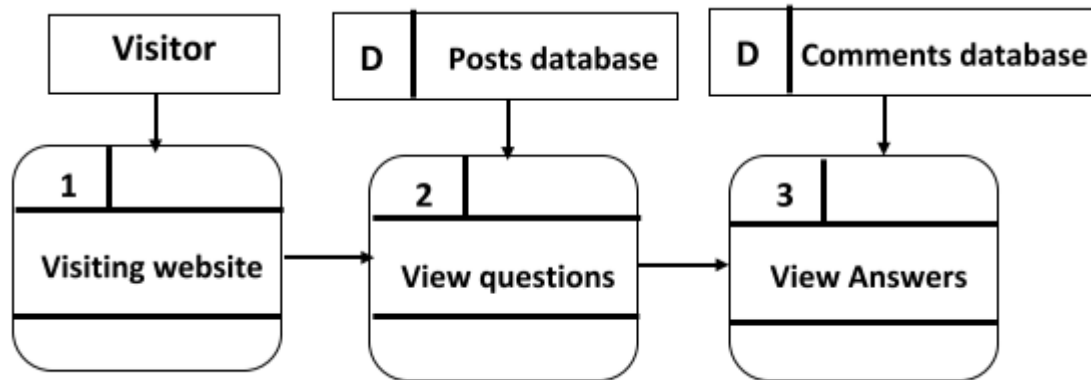 Visitor
D Posts database
D Comments database
1
Visiting website
2
View questions
3
View Answers